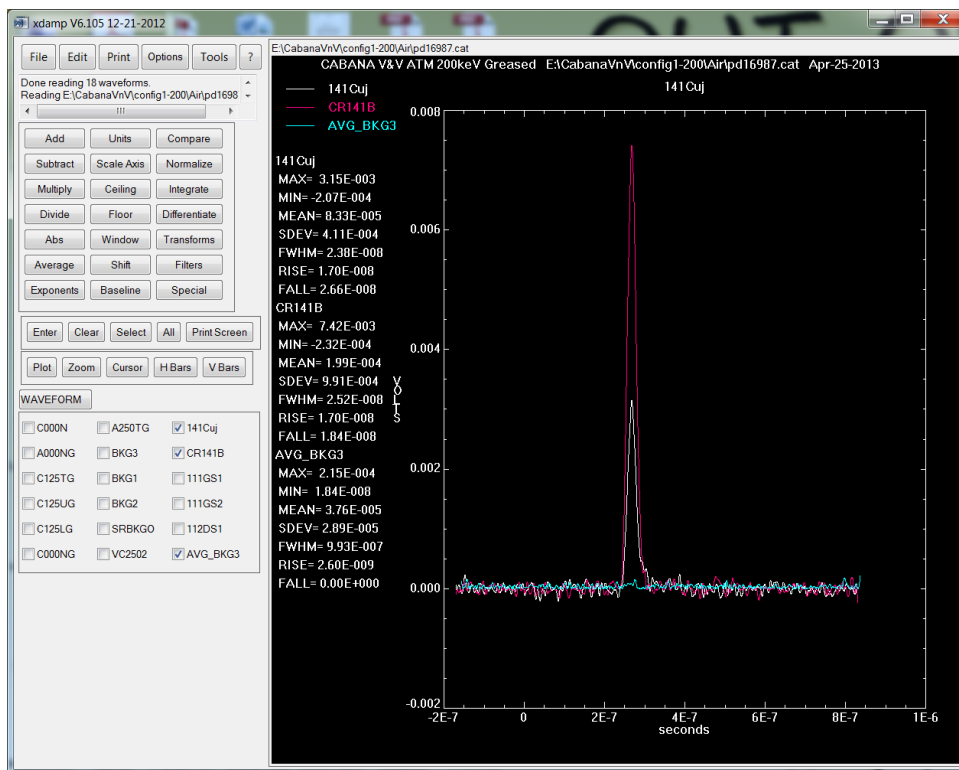 xdamp V6.105 12-21-2012
File Edit Print Options Tools ?
Done reading 18 waveforms.
Reading E:\CabanaVnV\config1-200\Air\pd1698
Add Units Compare
Subtract Scale Axis Normalize
Multiply Ceiling Integrate
Divide Floor Differentiate
Abs Window Transforms
Average Shift Filters
Exponents Baseline Special
Enter Clear Select All Print Screen
Plot Zoom Cursor H Bars V Bars
WAVEFORM
C000N A250TG 141Cuj
A000NG BKG3 CR141B
C125TG BKG1 111GS1
C125UG BKG2 111GS2
C125LG SRBKGO 112DS1
C000NG VC2502 AVG_BKG3
E:\CabanaVnV\config1-200\Air\pd16987.cat
CABANA V&V ATM 200keV Greased E:\CabanaVnV\config1-200\Air\pd16987.cat Apr-25-2013
141Cuj
141Cuj
CR141B
AVG_BKG3
141Cuj
MAX= 3.15E-003
MIN= -2.07E-004
MEAN= 8.33E-005
SDEV= 4.11E-004
FWHM= 2.38E-008
RISE= 1.70E-008
FALL= 2.66E-008
CR141B
MAX= 7.42E-003
MIN= -2.32E-004
MEAN= 1.99E-004
SDEV= 9.91E-004
FWHM= 2.52E-008
RISE= 1.70E-008
FALL= 1.84E-008
AVG_BKG3
MAX= 2.15E-004
MIN= 1.84E-008
MEAN= 3.76E-005
SDEV= 2.89E-005
FWHM= 9.93E-007
RISE= 2.60E-009
FALL= 0.00E+000
VOLTS
0.008
0.006
0.004
0.002
0.000
-0.002
-2E-7 0 2E-7 4E-7 6E-7 8E-7 1E-6
seconds